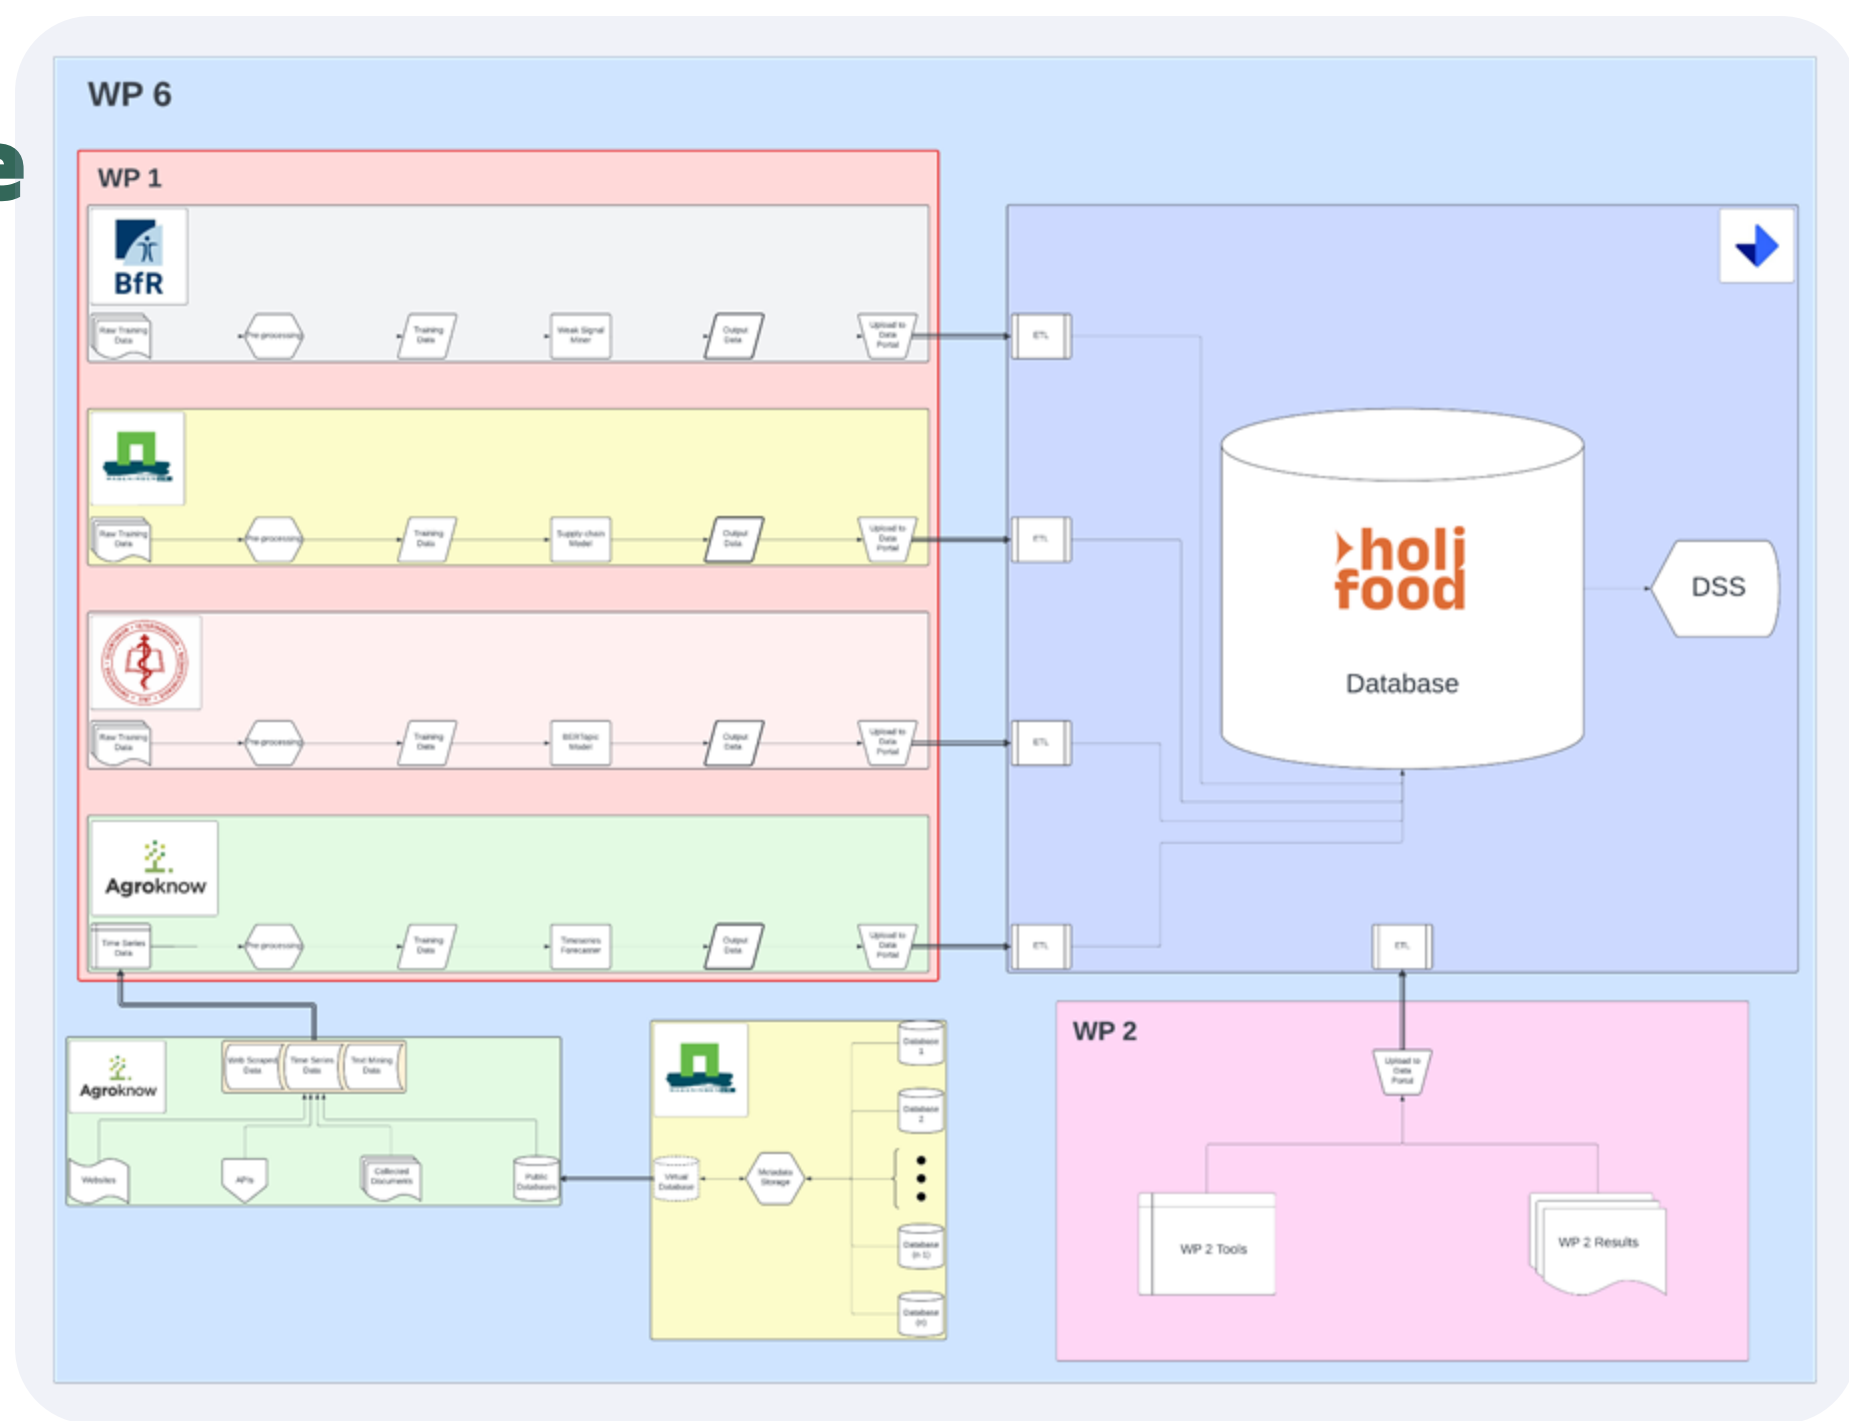 e
WP 6
WP 1
BfR
Raw Training
Data
Pre-processing
Training
Data
Weak Signal
Miner
Output
Data
Upload to
Data
Portal
ETL
Raw Training
Data
Pre-processing
Training
Data
Supply-chain
Model
Output
Data
Upload to
Data
Portal
ETL
holi
food
Database
DSS
Raw Training
Data
Pre-processing
Training
Data
BERTopic
Model
Output
Data
Upload to
Data
Portal
ETL
Agroknow
Time Series
Data
Pre-processing
Training
Data
Timeseries
Forecaster
Output
Data
Upload to
Data
Portal
ETL
ETL
Agroknow
Web Scraped
Data
Time Series
Data
Text Mining
Data
Websites
APIs
Collected
Documents
Public
Databases
Virtual
Database
Metadata
Storage
Database
1
Database
2
Database
(n-1)
Database
(n)
WP 2
Upload to
Data
Portal
WP 2 Tools
WP 2 Results